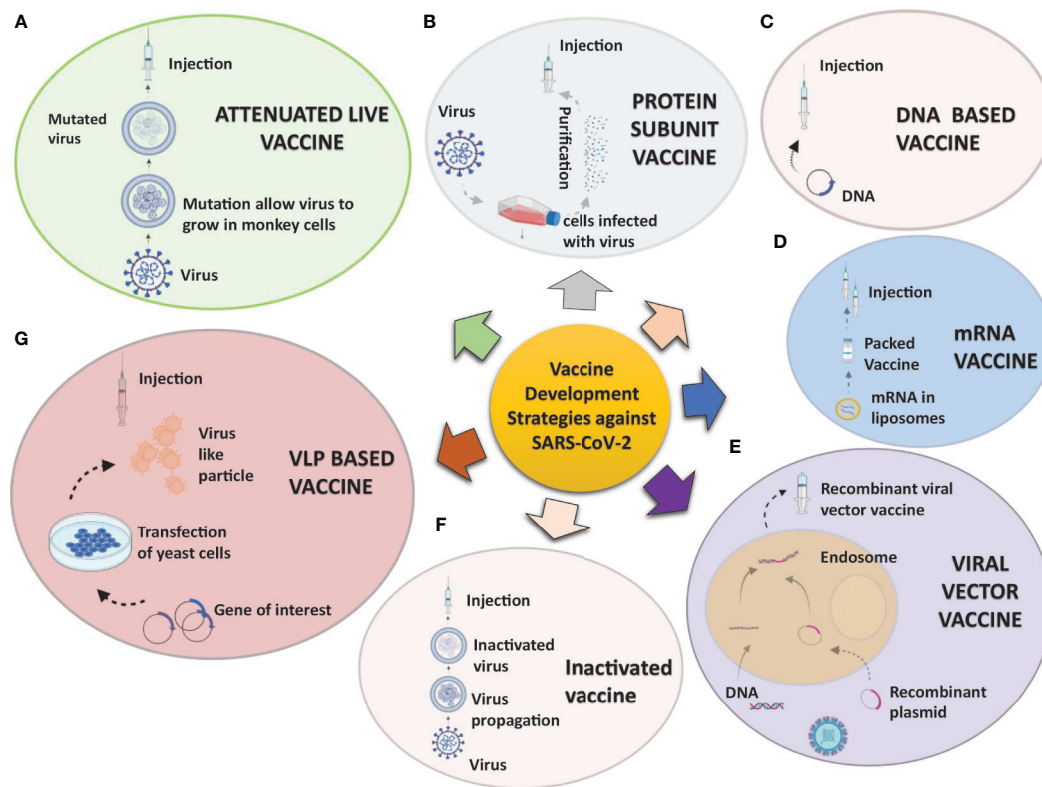 A
Injection
Mutated
virus
ATTENUATED LIVE
VACCINE
Mutation allow virus to
grow in monkey cells
Virus
B
Injection
Virus
Purification
PROTEIN
SUBUNIT
VACCINE
cells infected
with virus
C
Injection
DNA BASED
VACCINE
DNA
D
Injection
Packed
Vaccine
mRNA
VACCINE
mRNA in
liposomes
Vaccine
Development
Strategies against
SARS-CoV-2
G
Injection
Virus
like
particle
VLP BASED
VACCINE
Transfection
of yeast cells
Gene of interest
F
Injection
Inactivated
virus
Inactivated
vaccine
Virus
propagation
Virus
E
Recombinant viral
vector vaccine
Endosome
VIRAL
VECTOR
VACCINE
DNA
Recombinant
plasmid